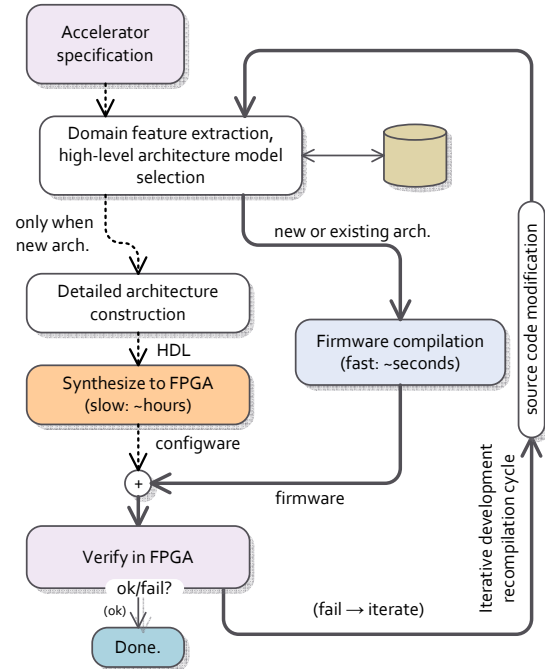 Accelerator
specification
Domain feature extraction,
high-level architecture model
selection
only when
new arch.
new or existing arch.
Detailed architecture
construction
HDL
Firmware compilation
(fast: ~seconds)
source code modification
Synthesize to FPGA
(slow: ~hours)
configware
+
firmware
Iterative development
recompilation cycle
Verify in FPGA
ok/fail?
(ok)
(fail → iterate)
Done.